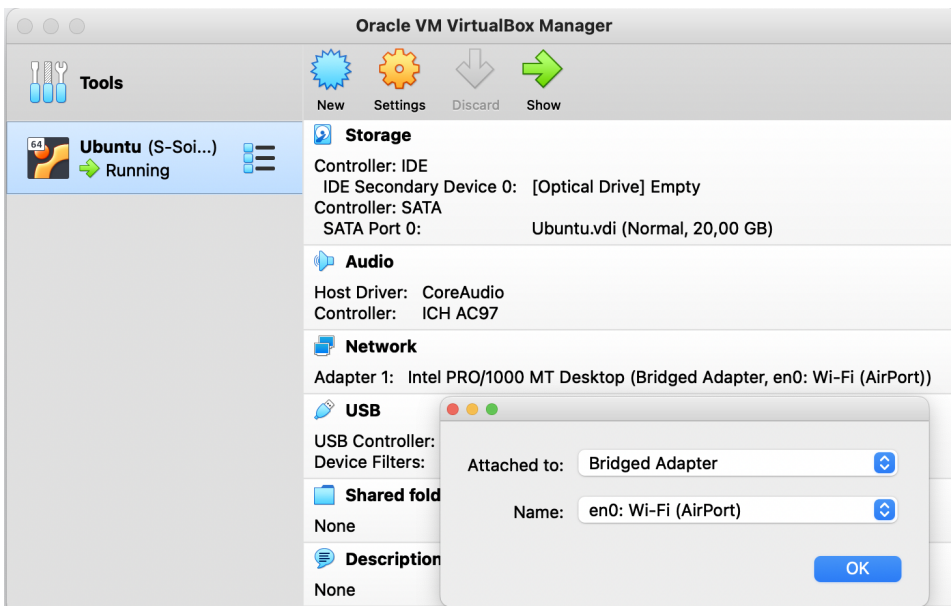 Oracle VM VirtualBox Manager
Tools
New Settings Discard Show
64
Ubuntu (S-Soi...)
Running
Storage
Controller: IDE
IDE Secondary Device 0: [Optical Drive] Empty
Controller: SATA
SATA Port 0: Ubuntu.vdi (Normal, 20,00 GB)
Audio
Host Driver: CoreAudio
Controller: ICH AC97
Network
Adapter 1: Intel PRO/1000 MT Desktop (Bridged Adapter, en0: Wi-Fi (AirPort))
USB
USB Controller:
Device Filters:
Shared fold
None
Description
None
Attached to: Bridged Adapter
Name: en0: Wi-Fi (AirPort)
OK